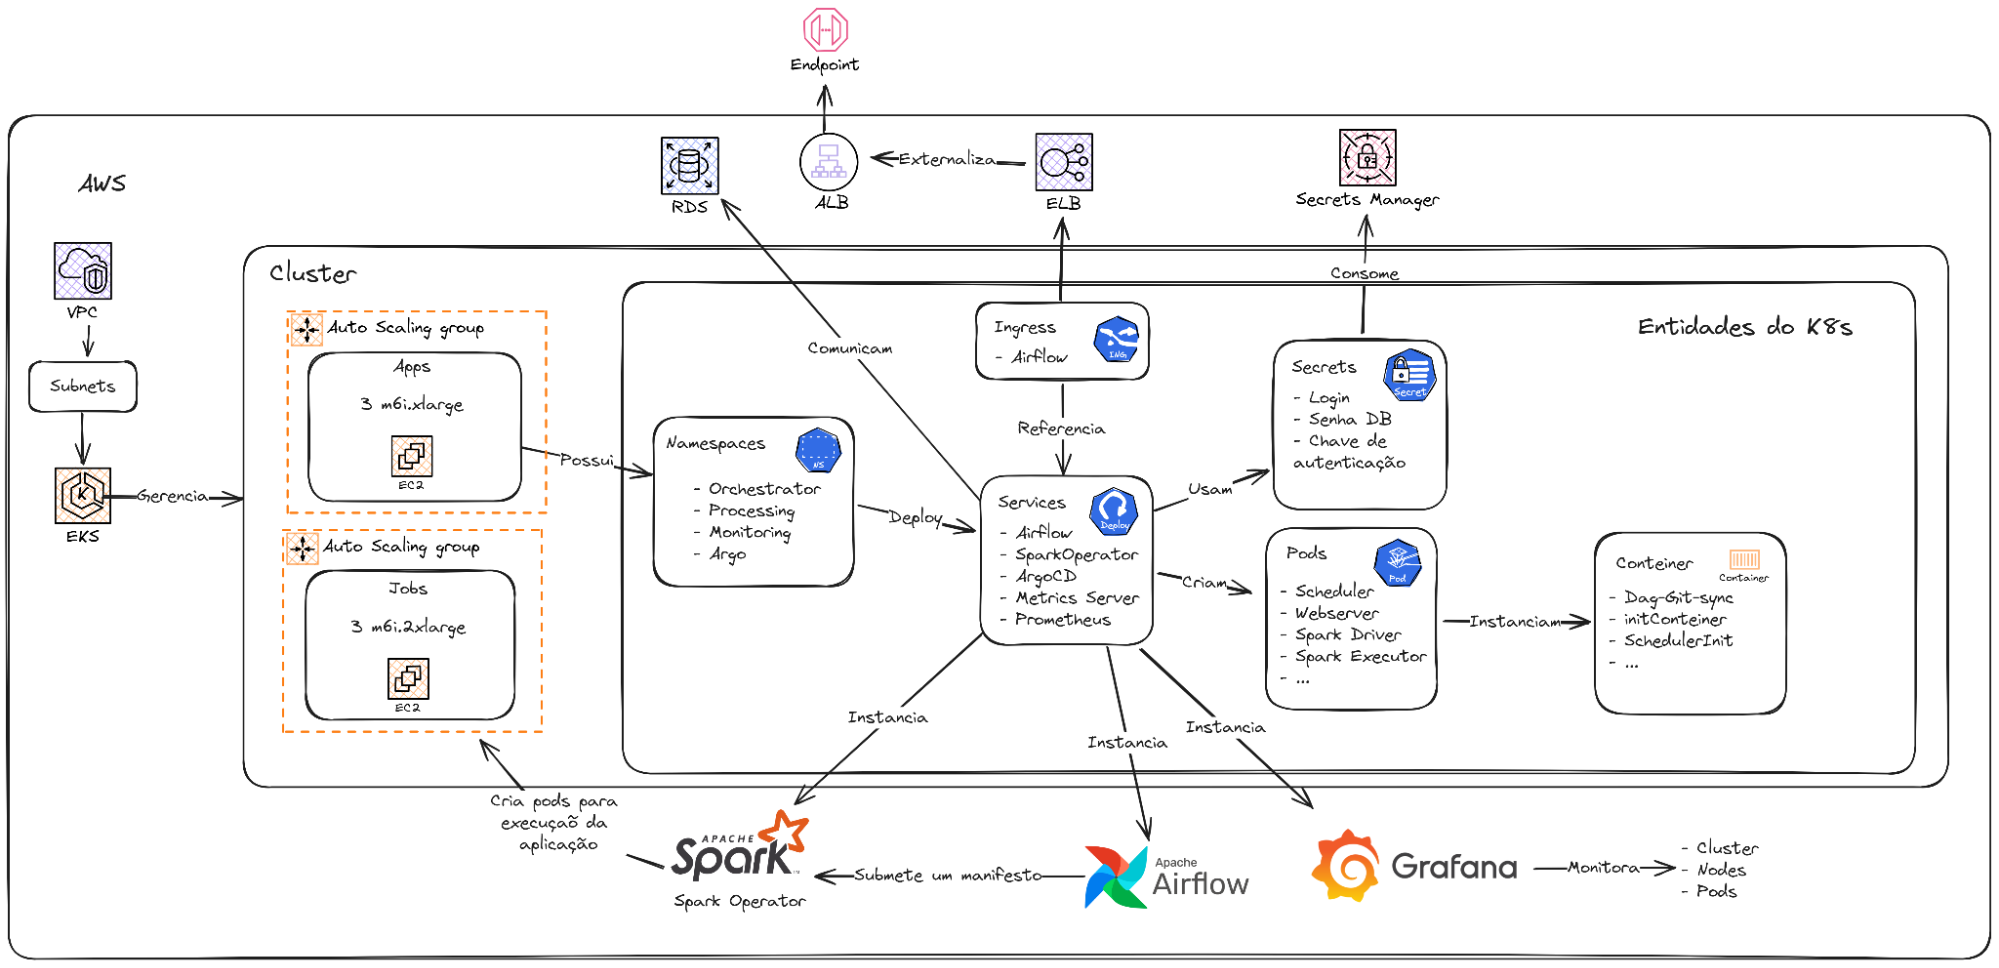 Endpoint
AWS
RDS
ALB
Externaliza
ELB
Secrets Manager
VPC
Subnets
EKS
Gerencia
Cluster
Auto Scaling group
Apps
3 m6i.xlarge
EC2
Possui
Auto Scaling group
Jobs
3 m6i.2xlarge
EC2
Entidades do K8s
Comunicam
Ingress
- Airflow
ING
Referencia
Consome
Secrets
- Login
- Senha DB
- Chave de
autenticação
Secret
Namespaces
- Orchestrator
- Processing
- Monitoring
- Argo
NS
Deploy
Services
- Airflow
- SparkOperator
- ArgoCD
- Metrics Server
- Prometheus
Deploy
Usam
Criam
Pods
- Scheduler
- Webserver
- Spark Driver
- Spark Executor
- ...
Pod
Instanciam
Conteiner
- Dag-Git-sync
- initConteiner
- SchedulerInit
- ...
Container
Instancia
Instancia
Instancia
Cria pods para
execuçaõ da
aplicação
APACHE
Spark
Spark Operator
Submete um manifesto
Apache
Airflow
Grafana
Monitora
- Cluster
- Nodes
- Pods